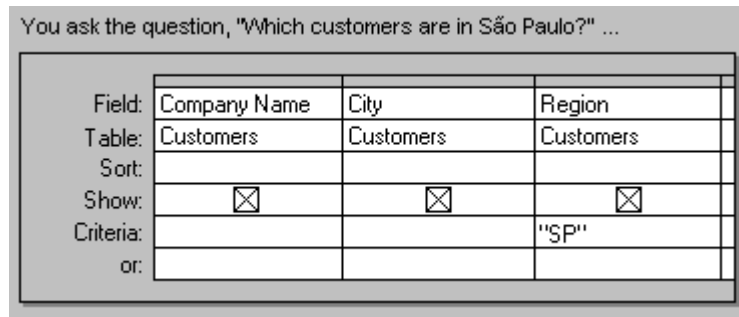 You ask the question, "Which customers are in São Paulo?" ...
Field: Company Name City Region
Table: Customers Customers Customers
Sort:
Show:
Criteria: "SP"
or: